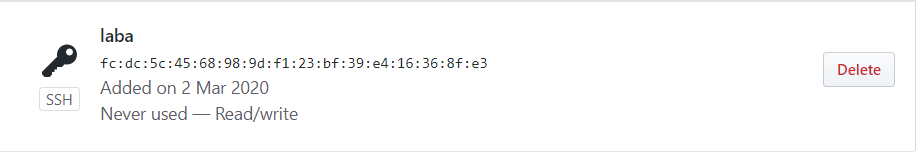 laba
fc:dc:5c:45:68:98:9d:f1:23:bf:39:e4:16:36:8f:e3
SSH
Added on 2 Mar 2020
Never used — Read/write
Delete